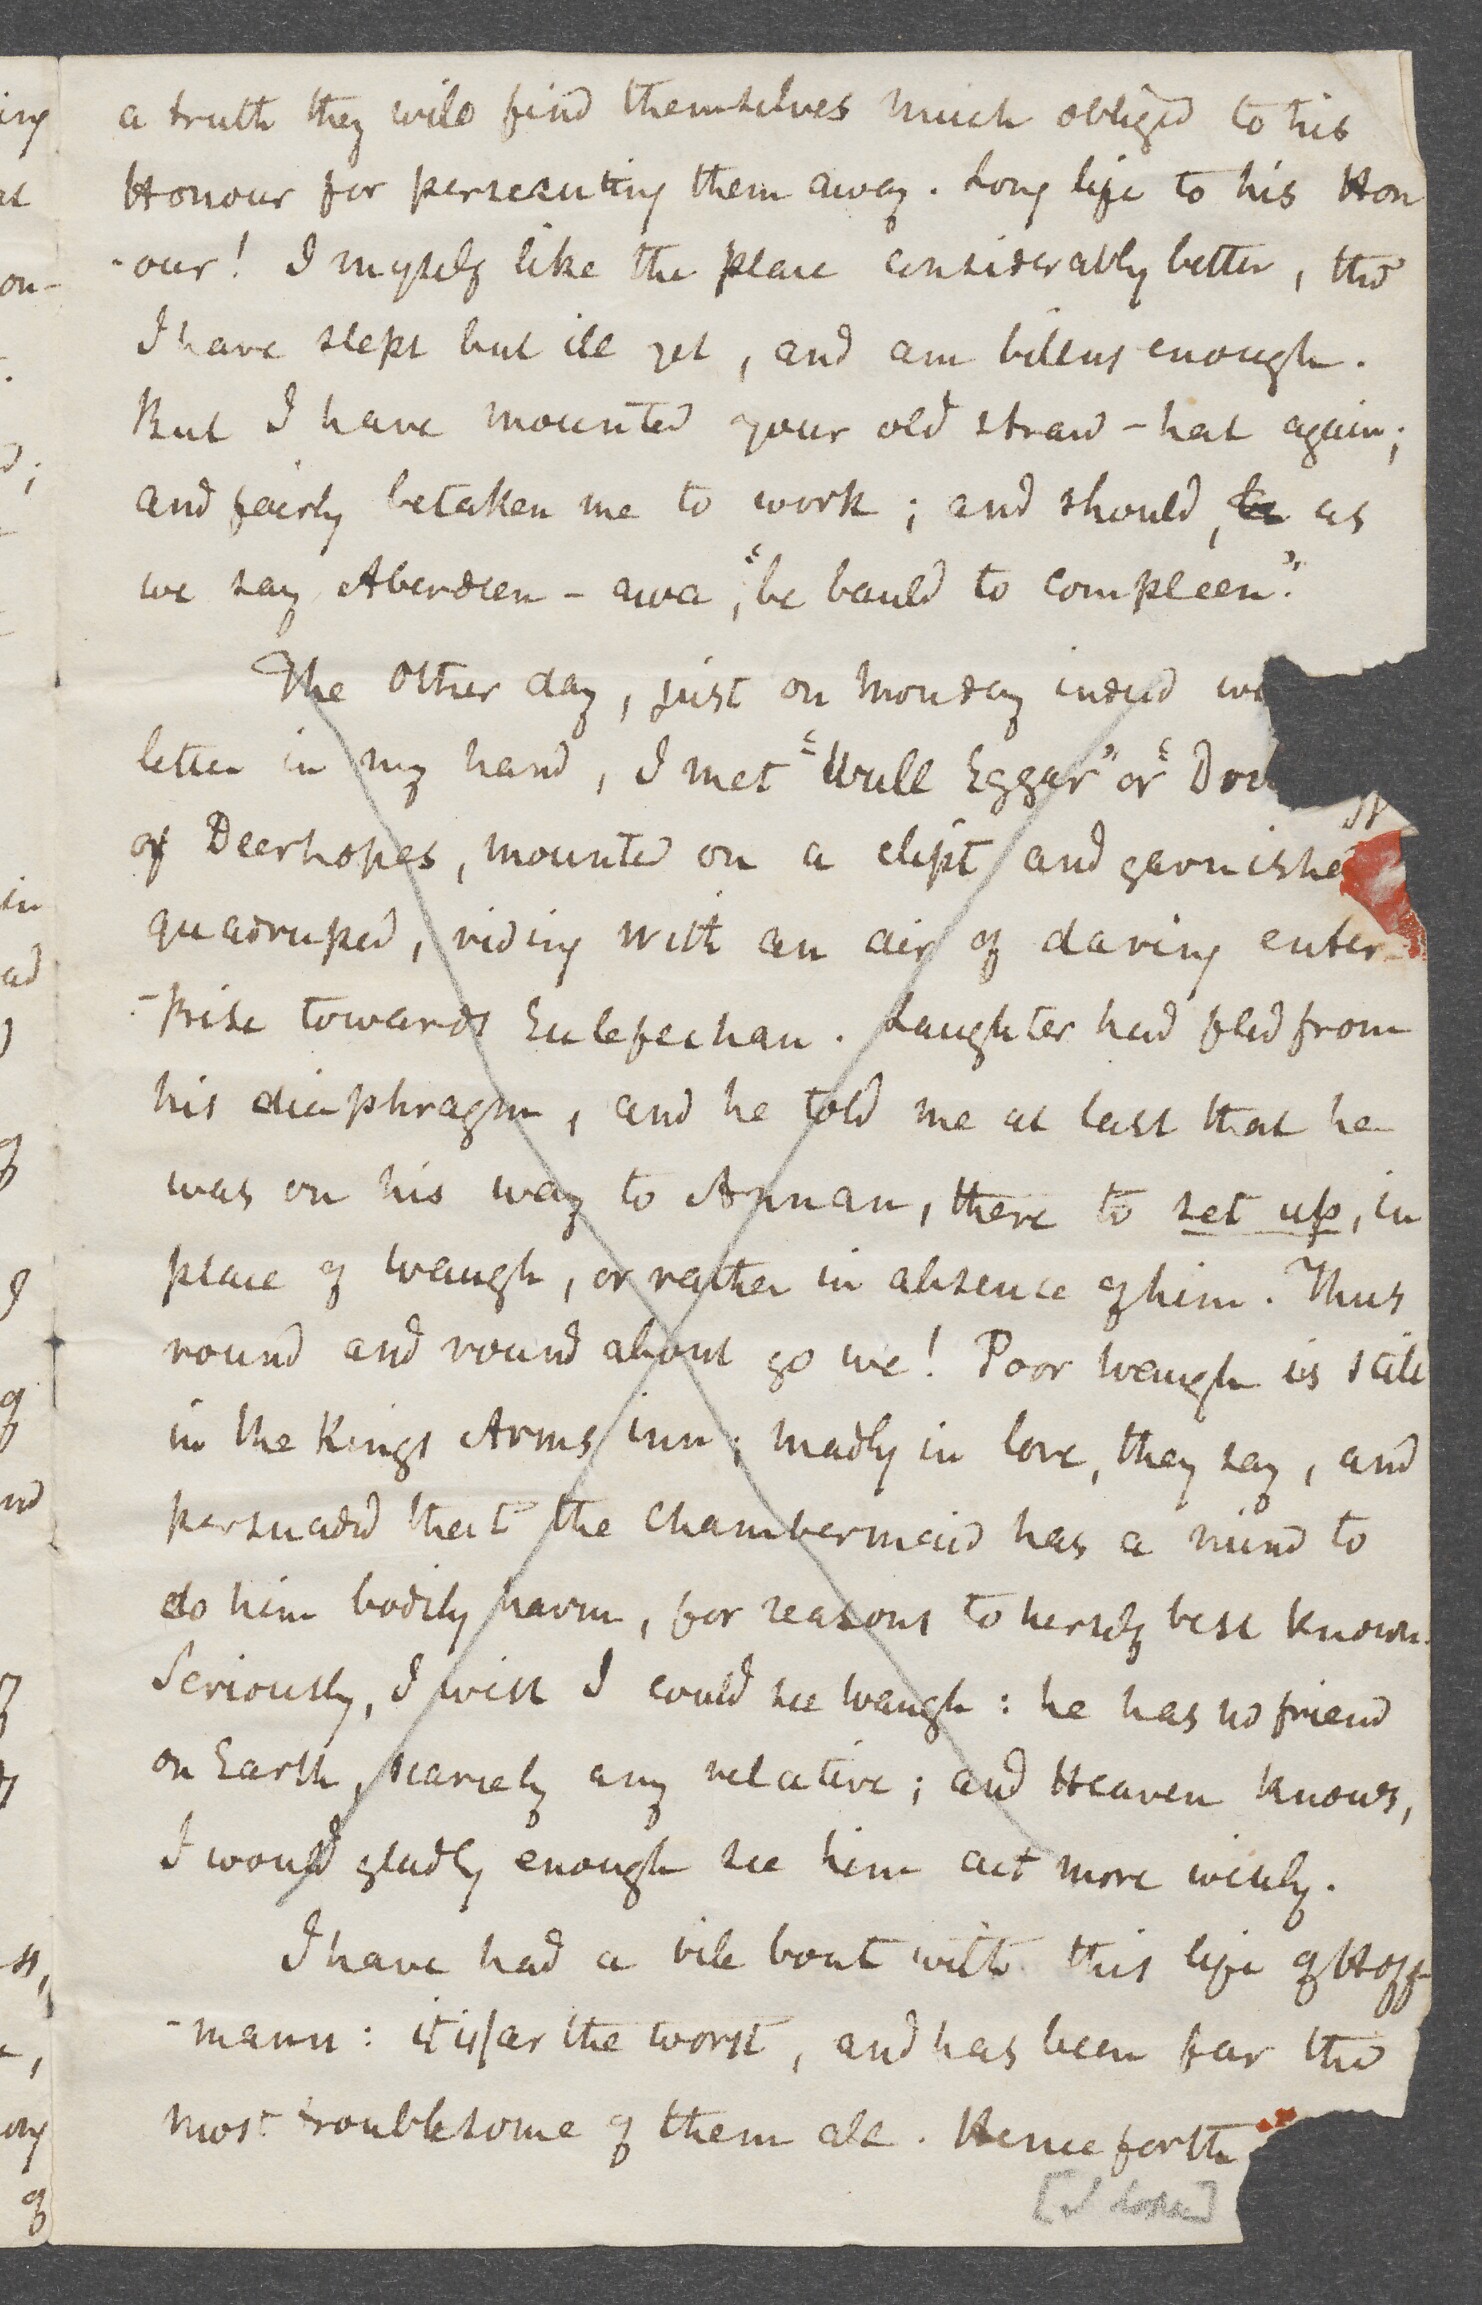 a truth they will find themselves much obliged to his
Honour for persecuting them away. Long life to his Hon
-our! I myself like the place considerably better, tho'
I have slept but ill yet, and am bilius enough.
But I have mounted your old straw-hat again;
and fairly betaken me to work; and should, as
we say Aberdeen-awa, "be bauld to compleen".
The other day, just on Monday indeed
letter in my hand, I met "Wull Eggar" or "
of Deerhopes, mounted on a clipt and garnished
quadruped, riding with an air of daring enter-
-prise towards Eulefechan. Laughter had fled from
his diaphragm, and he told me at last that he
was on his way to Annan, there to set up, in
place of Waugh, or rather in absence of him. Thus
round and round about go we! Poor Waugh is still
in the Kings Arms inn; madly in love, they say, and
persuaded that the chambermaid has a mind to
do him bodily harm, for reasons to herself best known.
Seriously, I wish I could see Waugh: he has no friend
on Earth, scarcely any relative; and Heaven knows,
I would gladly enough see him act more wisely.
I have had a vile bout with this life of Hoff
-mann: it is far the worst, and has been far the
most troublesome of them all. Henceforth